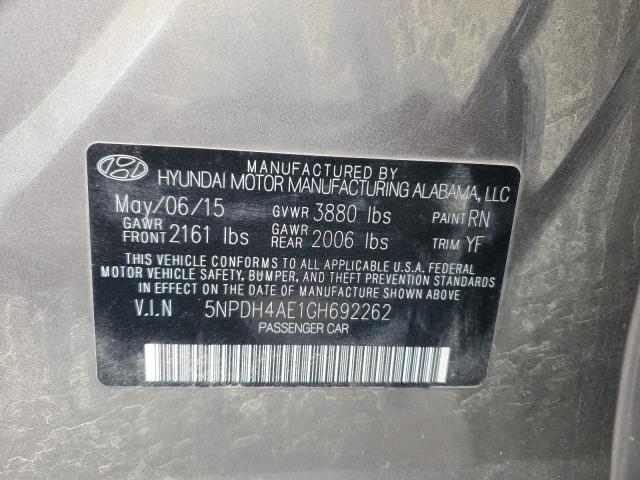 MANUFACTURED BY
HYUNDAI MOTOR MANUFACTURING ALABAMA, LLC
May/06/15 GVWR 3880 lbs PAINT RN
GAWR FRONT 2161 lbs GAWR REAR 2006 lbs TRIM YF
THIS VEHICLE CONFORMS TO ALL APPLICABLE U.S.A. FEDERAL
MOTOR VEHICLE SAFETY, BUMPER, AND THEFT PREVENTION STANDARDS
IN EFFECT ON THE DATE OF MANUFACTURE SHOWN ABOVE.
V.I.N 5NPDH4AE1GH692262
PASSENGER CAR